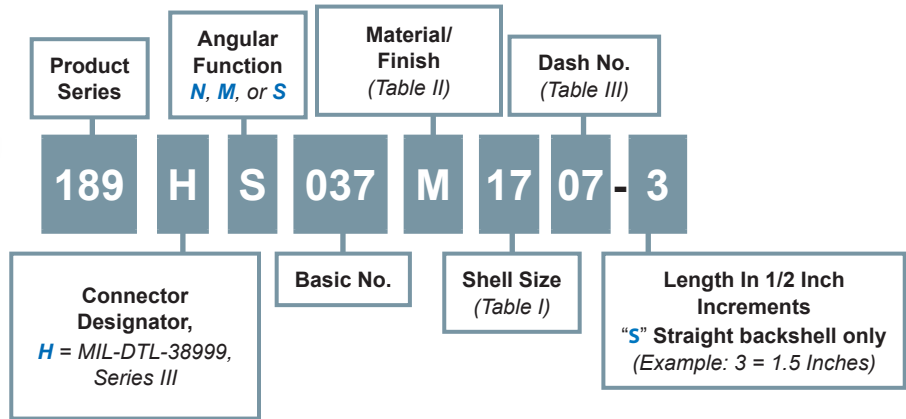 Product
Series
Angular
Function
N, M, or S
Material/
Finish
(Table II)
Dash No.
(Table III)
189 H S 037 M 17 07 - 3
Connector
Designator,
H = MIL-DTL-38999,
Series III
Basic No.
Shell Size
(Table I)
Length In 1/2 Inch
Increments
“S” Straight backshell only
(Example: 3 = 1.5 Inches)